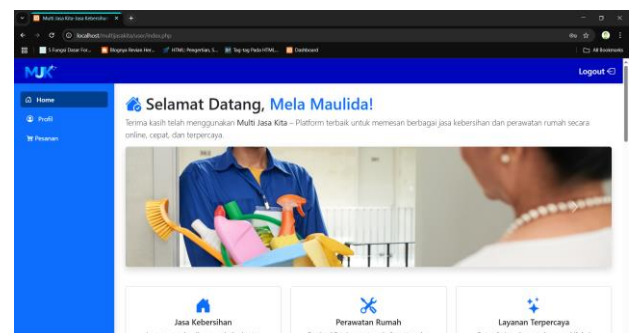 Multi Jasa Kita-Jasa Kebersihan
localhost/multijasakita/user/index.php
5 Fungsi Dasar For...
Blognya Revani Her...
HTML: Pengertian, S...
Tag-tag Pada HTML...
Dashboard
All Bookmarks
MJK
Logout
Home
Profil
Pesanan
Selamat Datang, Mela Maulida!
Terima kasih telah menggunakan Multi Jasa Kita – Platform terbaik untuk memesan berbagai jasa kebersihan dan perawatan rumah secara
online, cepat, dan terpercaya.
Jasa Kebersihan
Perawatan Rumah
Layanan Terpercaya